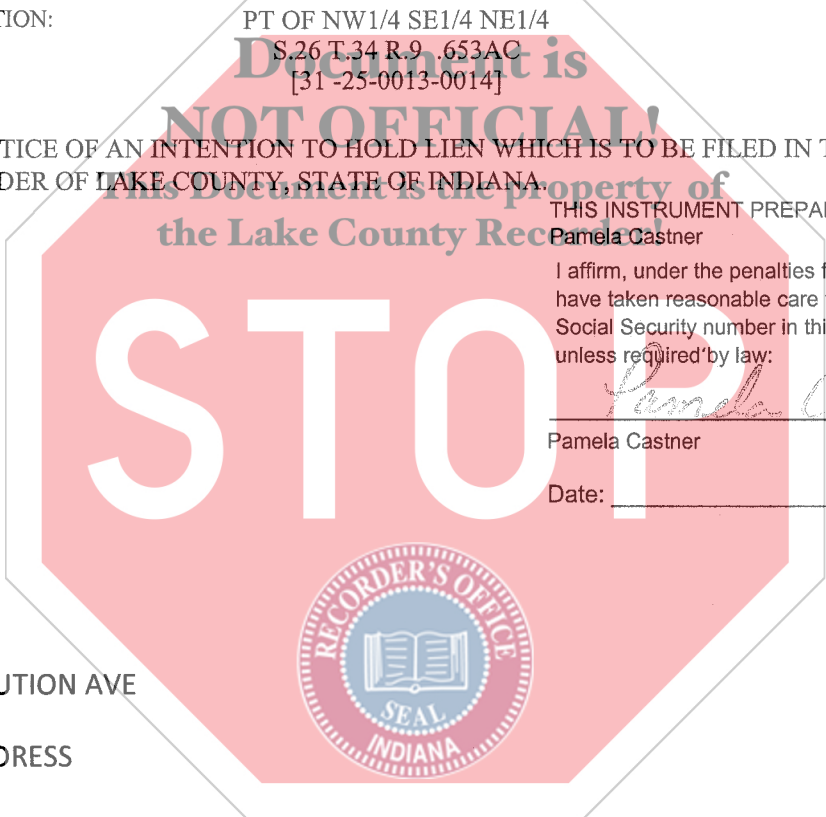 TION: PT OF NW1/4 SE1/4 NE1/4
S.26 T.34 R.9 .653AC
[31 -25-0013-0014]
Document is
NOT OFFICIAL!
This Document is the property of
the Lake County Recorder!
TICE OF AN INTENTION TO HOLD LIEN WHICH IS TO BE FILED IN T
DER OF LAKE COUNTY, STATE OF INDIANA.
THIS INSTRUMENT PREPAR
Pamela Castner
I affirm, under the penalties f
have taken reasonable care
Social Security number in thi
unless required by law:
Pamela C
Pamela Castner
Date:
STOP
RECORDER'S OFFICE
SEAL
INDIANA
UTION AVE
DRESS